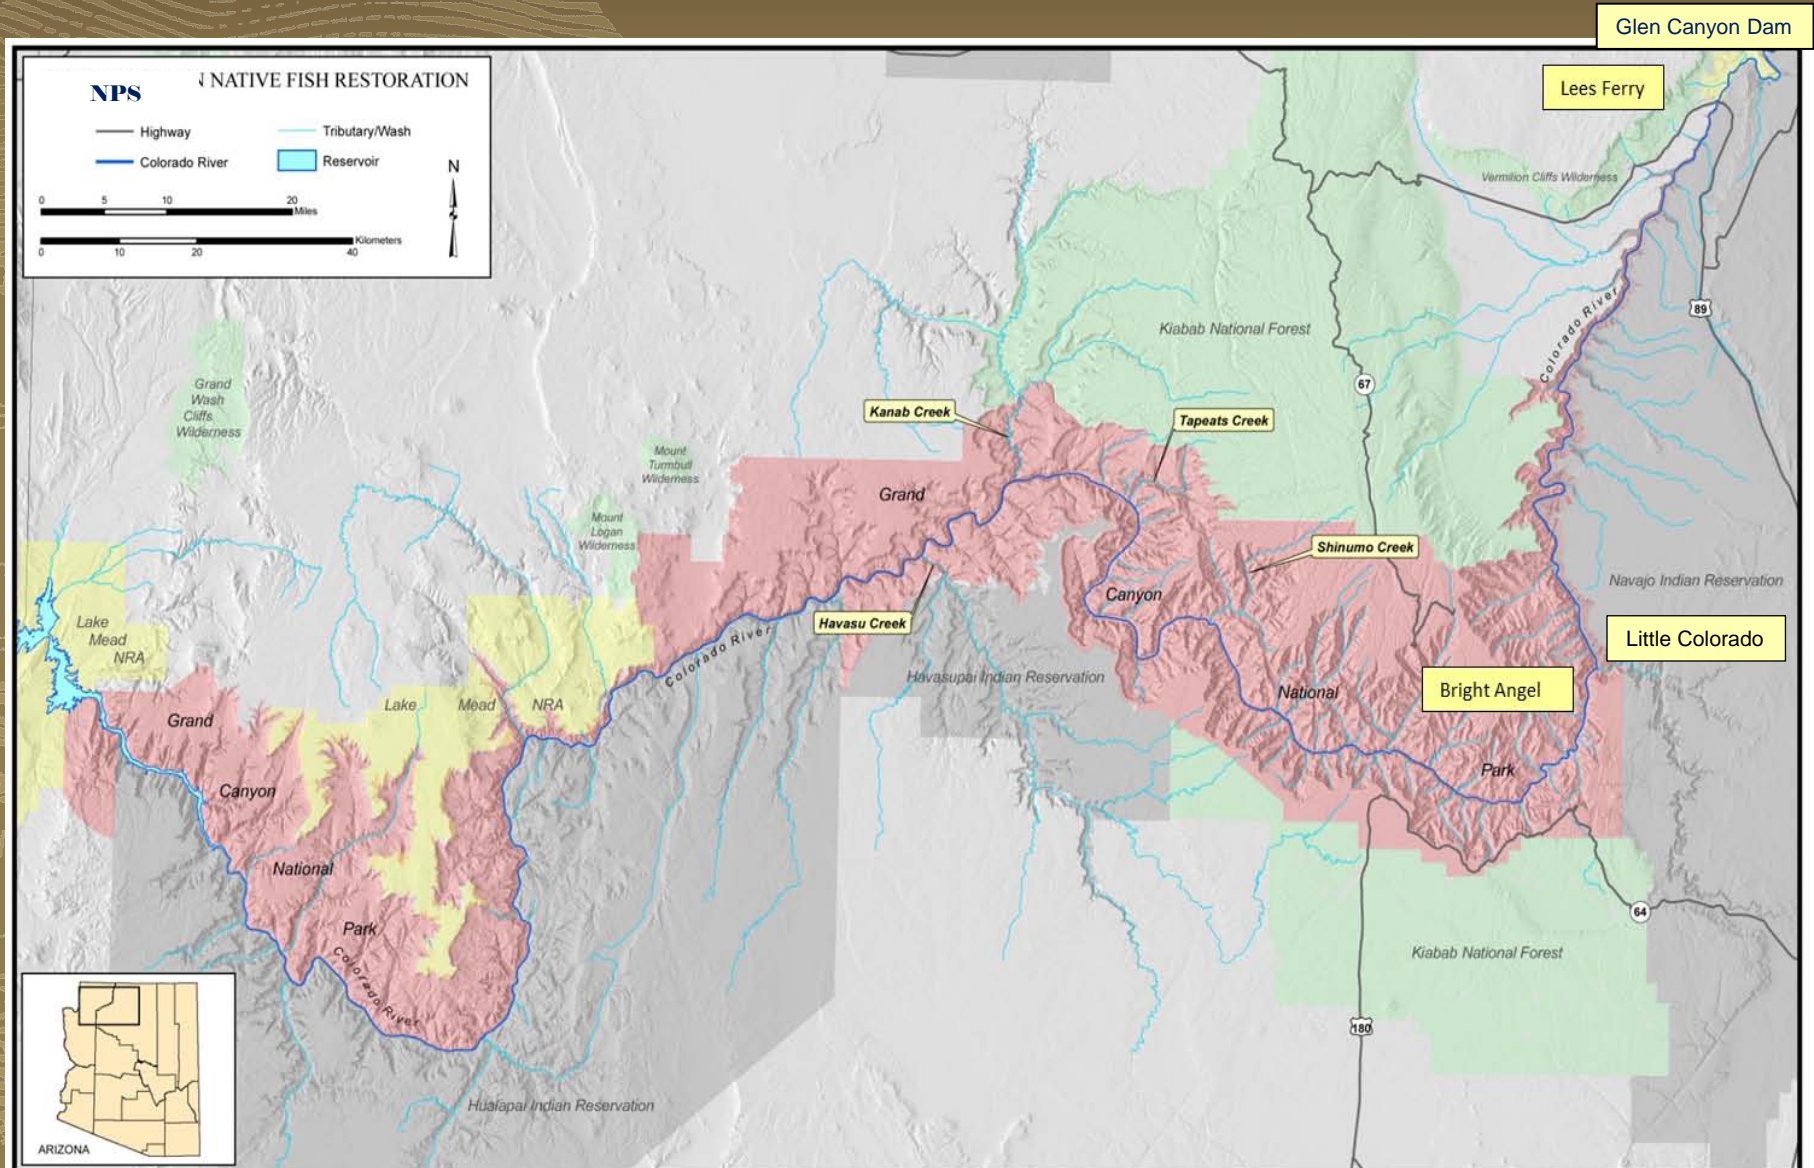 Glen Canyon Dam
Lees Ferry
NPS
N NATIVE FISH RESTORATION
Highway
Tributary/Wash
Colorado River
Reservoir
N
0 5 10 20
Miles
Kilometers
0 10 20 40
Vermilion Cliffs Wilderness
89
Colorado River
Kiabab National Forest
67
Grand
Wash
Cliffs
Wilderness
Kanab Creek
Tapeats Creek
Mount
Turmbull
Wilderness
Grand
Mount
Logan
Wilderness
Shinumo Creek
Navajo Indian Reservation
Canyon
Havasu Creek
Lake
Mead
NRA
Little Colorado
Colorado River
Havasupai Indian Reservation
Bright Angel
National
Lake Mead NRA
Grand
Park
Canyon
National
64
Park
Kiabab National Forest
Colorado River
180
Hualapai Indian Reservation
ARIZONA